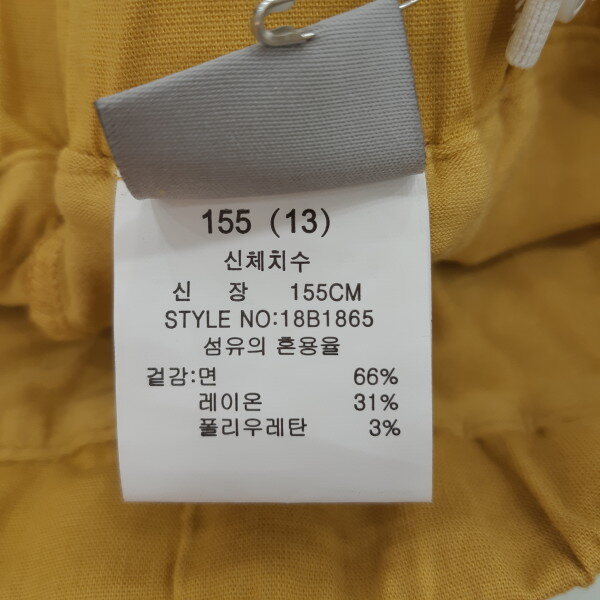 155 (13)
신체치수
신 장 155CM
STYLE NO:18B1865
섬유의 혼용율
겉감:면 66%
레이온 31%
폴리우레탄 3%